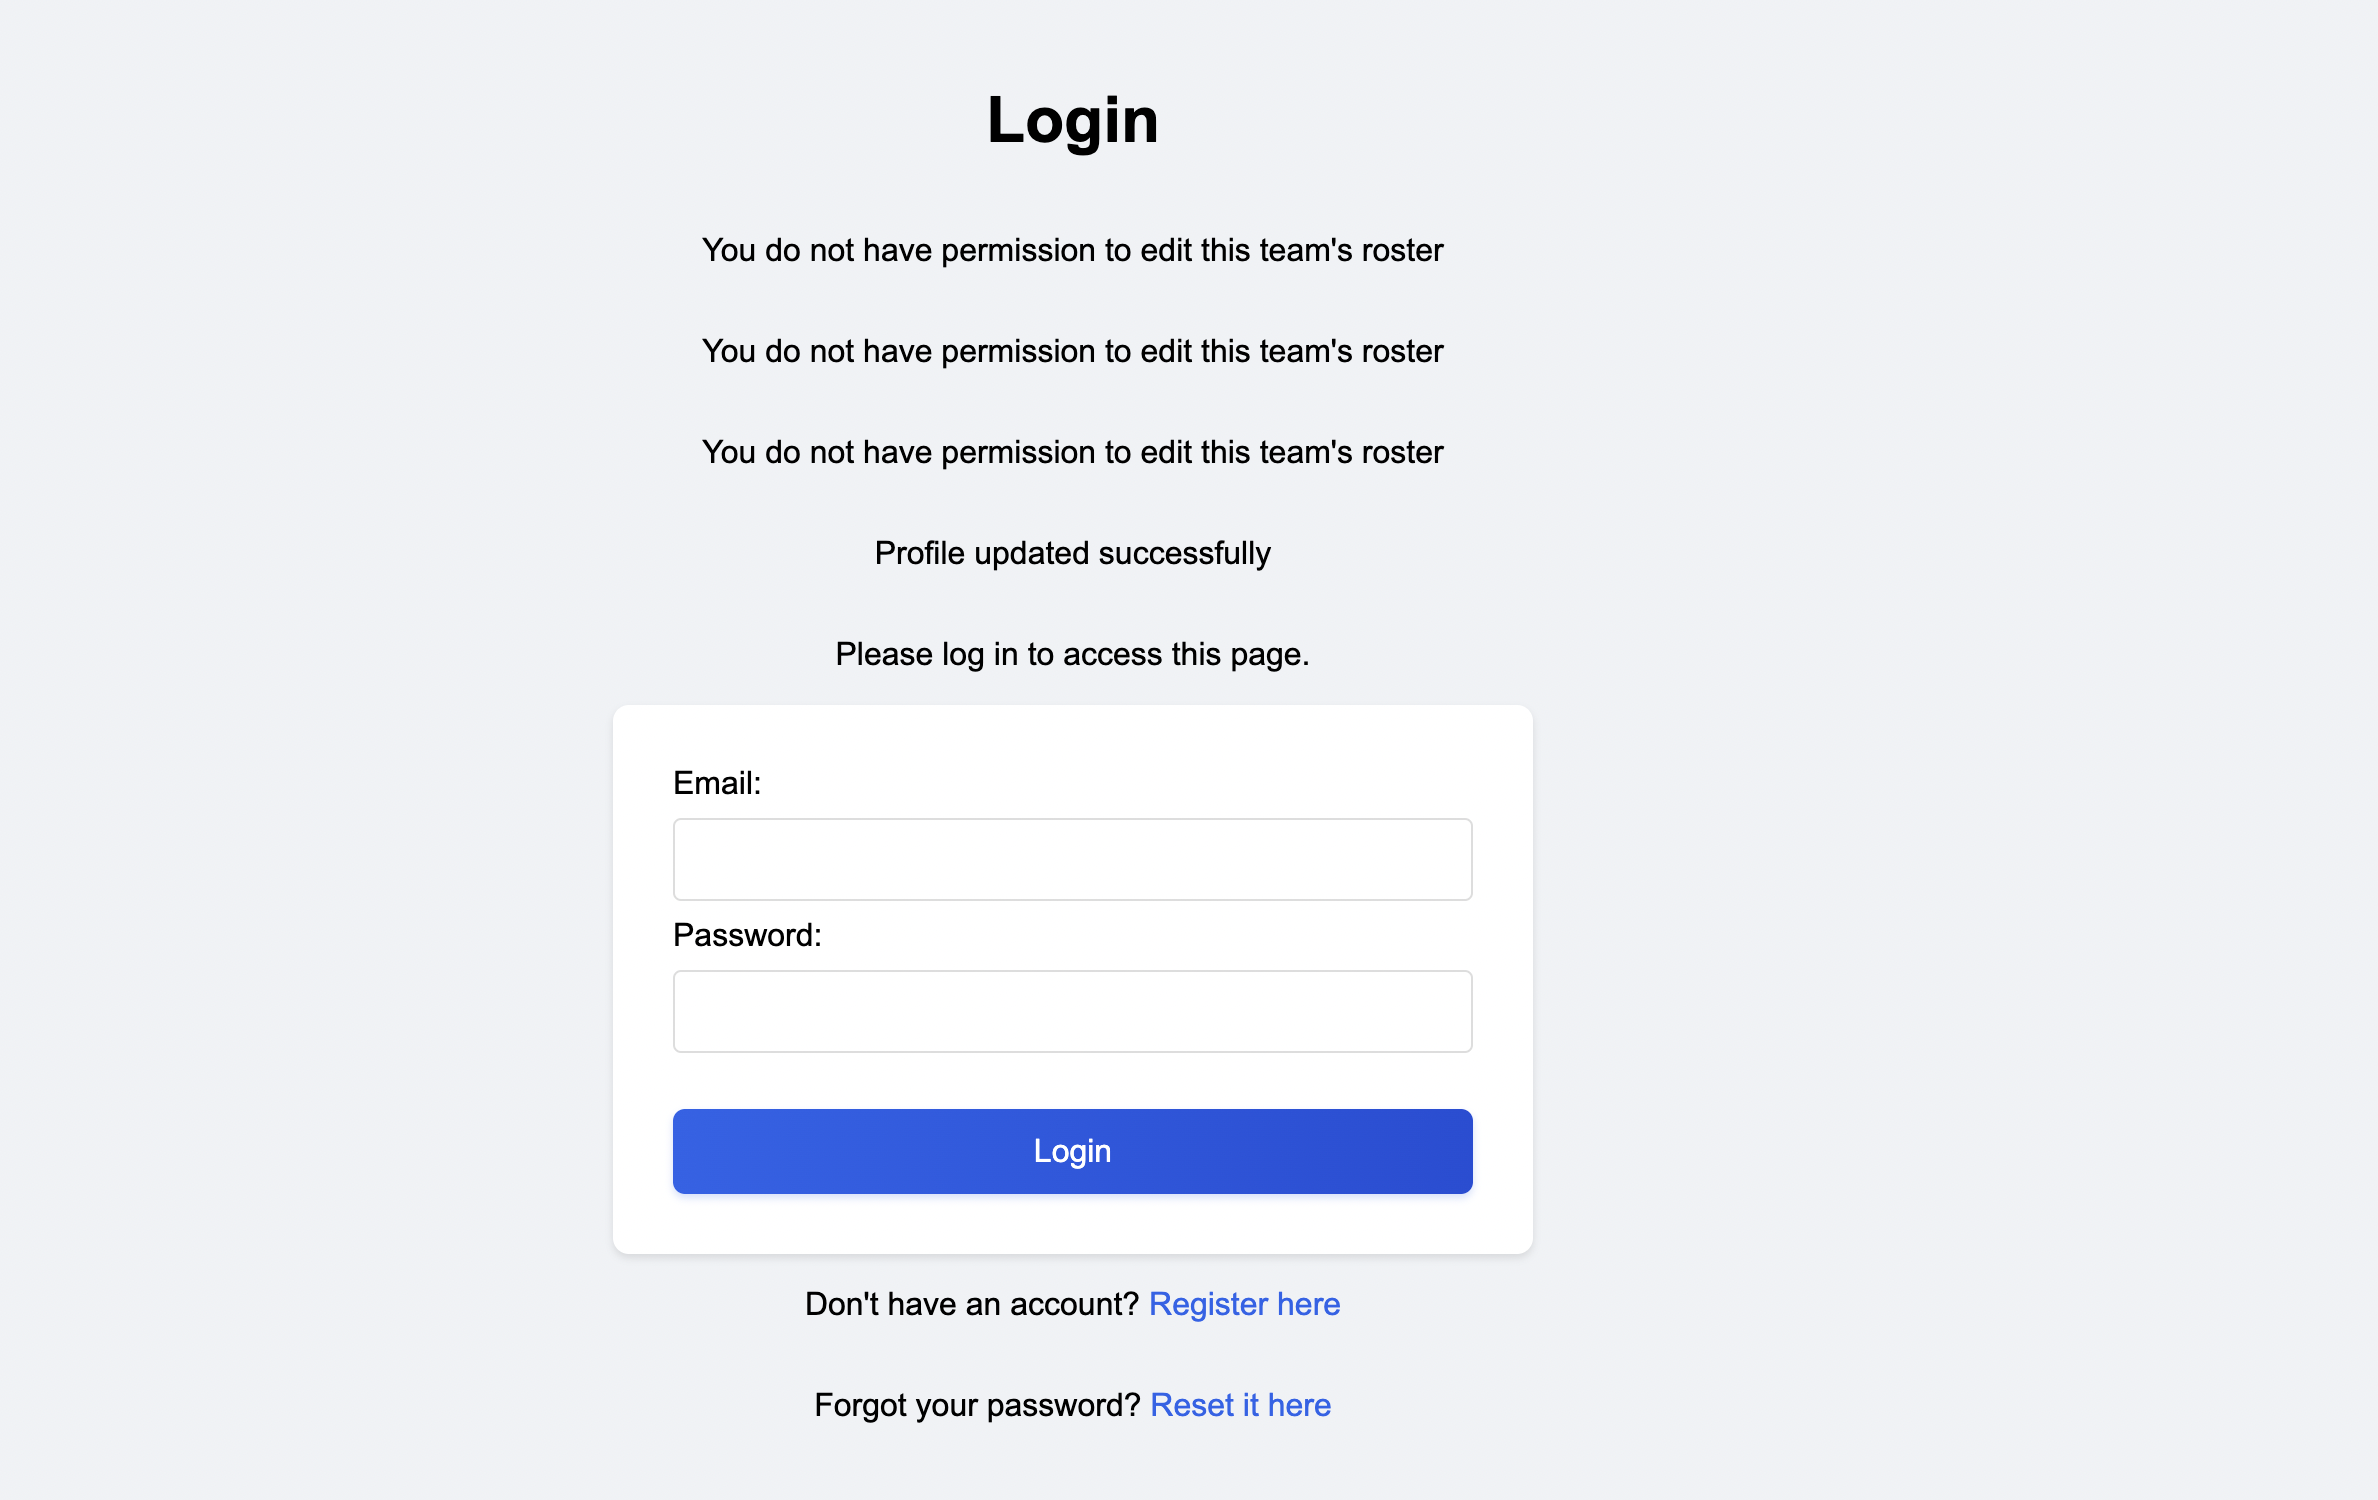 Login
You do not have permission to edit this team's roster
You do not have permission to edit this team's roster
You do not have permission to edit this team's roster
Profile updated successfully
Please log in to access this page.
Email:
Password:
Login
Don't have an account? Register here
Forgot your password? Reset it here